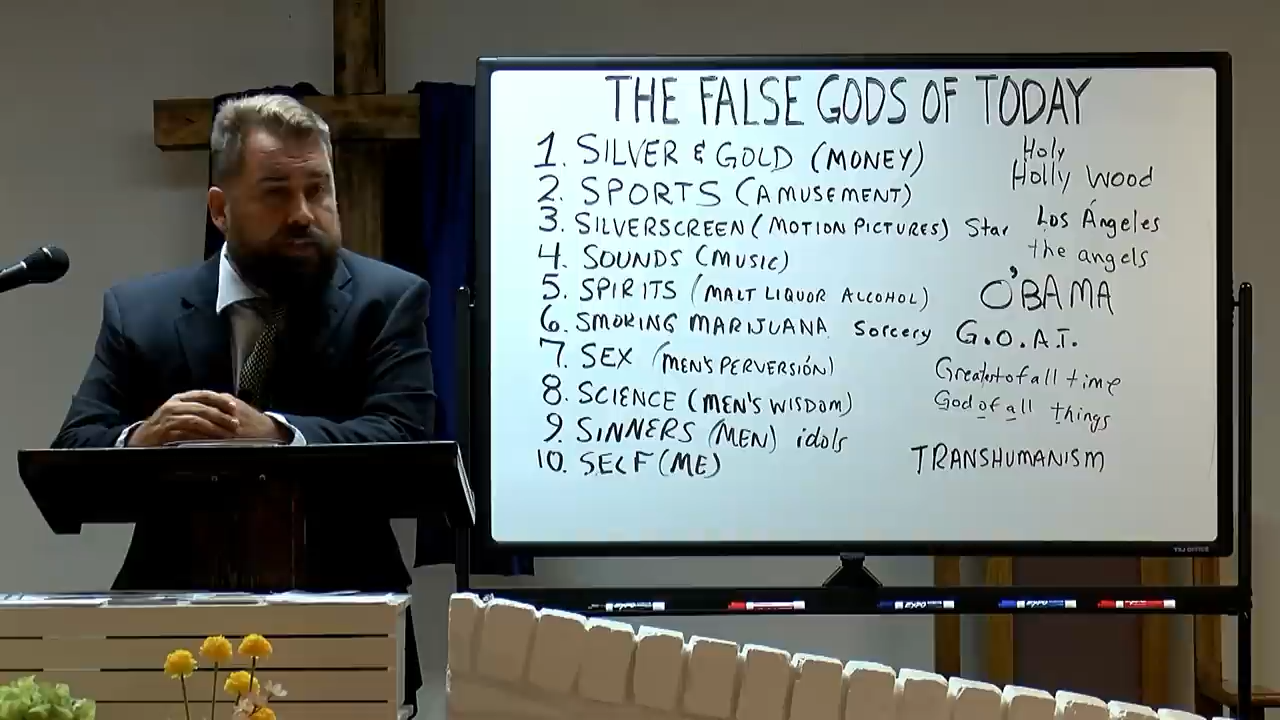 THE FALSE GODS OF TODAY
1. SILVER & GOLD (MONEY)
2. SPORTS (AMUSEMENT)
3. SILVERSCREEN (MOTION PICTURES) Star
4. SOUNDS (MUSIC)
5. SPIRITS (MALT LIQUOR ALCOHOL)
6. SMOKING MARIJUANA Sorcery
7. SEX (MEN'S PERVERSIÓN)
8. SCIENCE (MEN'S WISDOM)
9. SINNERS (MEN) idols
10. SELF (ME)
Holy
Holly Wood
Los Ángeles
the angels
O'BAMA
G.O.A.T.
Greatest of all time
God of all things
TRANSHUMANISM
EXPO
EXPO
EXPO